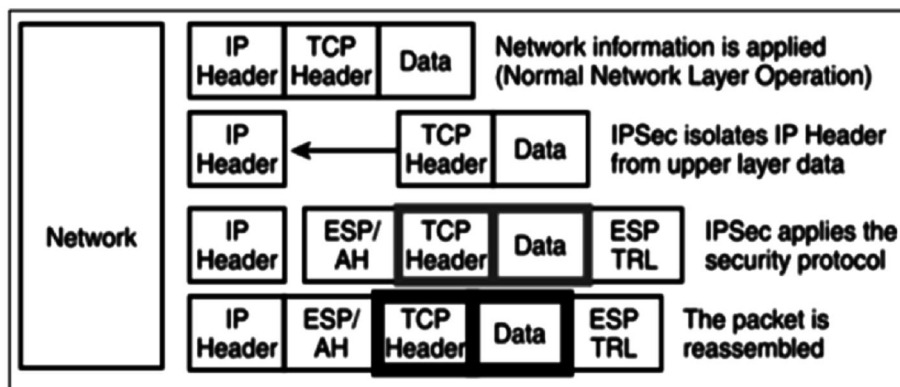 Network
IP
Header
TCP
Header
Data
Network information is applied
(Normal Network Layer Operation)
IP
Header
TCP
Header
Data
IPSec isolates IP Header
from upper layer data
IP
Header
ESP/
AH
TCP
Header
Data
ESP
TRL
IPSec applies the
security protocol
IP
Header
ESP/
AH
TCP
Header
Data
ESP
TRL
The packet is
reassembled